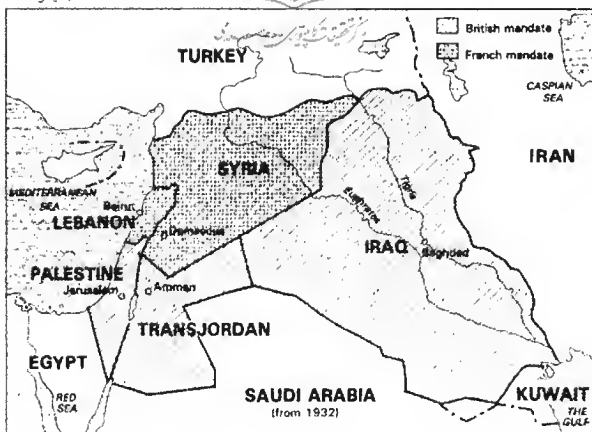 British mandate
French mandate
TURKEY
CASPIAN
SEA
IRAN
SYRIA
MEDITERRANEAN
SEA
Beirut
LEBANON
Damascus
Euphrates
Tigris
IRAQ
Baghdad
PALESTINE
Jerusalem
Amman
TRANSJORDAN
EGYPT
RED
SEA
SAUDI ARABIA
(from 1932)
KUWAIT
THE
GULF